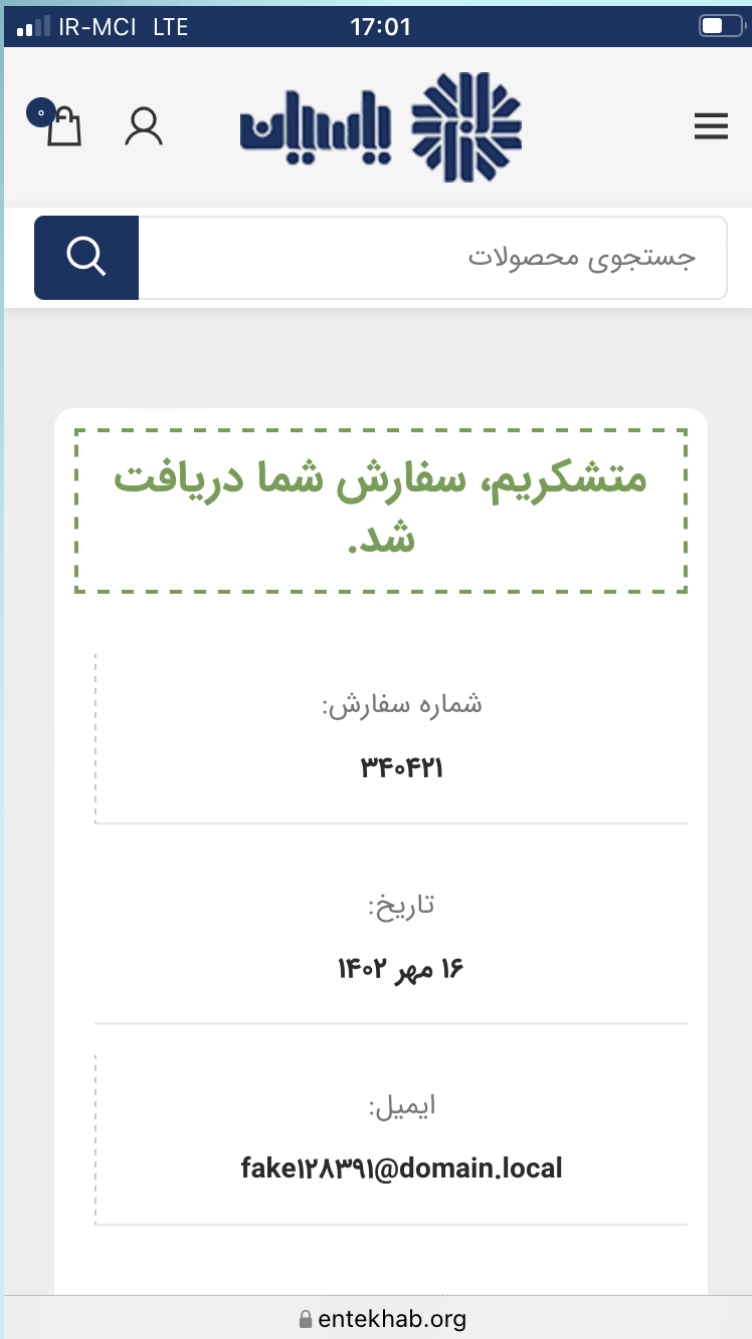 IR-MCI LTE 17:01
۰
جستجوی محصولات
متشکریم، سفارش شما دریافت
شد.
شماره سفارش:
۳۴۰۴۲۱
تاریخ:
۱۶ مهر ۱۴۰۲
ایمیل:
fake۱۲۸۳۹۱@domain.local
entekhab.org